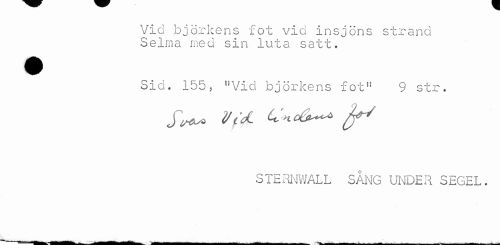 Vid björkens fot vid insjöns strand
Selma med sin luta satt.
Sid. 155, "Vid björkens fot" 9 str.
Svas Vid lindens fot
STERNWALL SÅNG UNDER SEGEL.